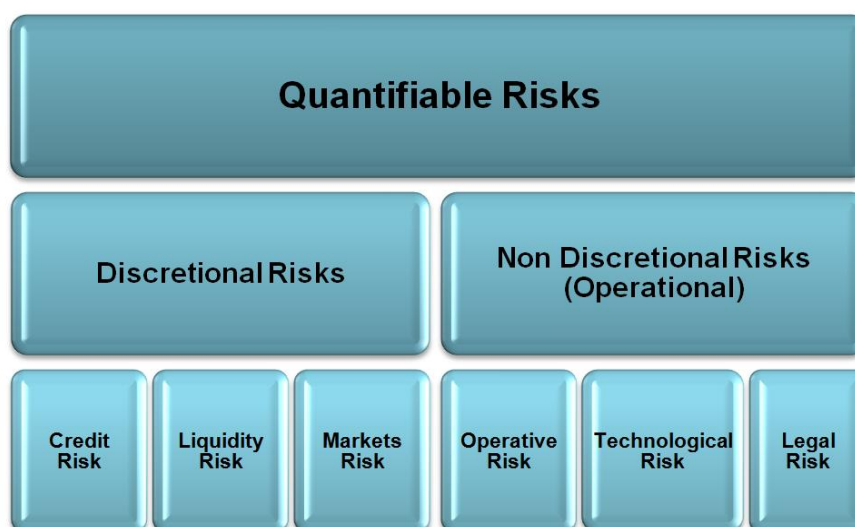 Quantifiable Risks
Discretional Risks
Non Discretional Risks
(Operational)
Credit
Risk
Liquidity
Risk
Markets
Risk
Operative
Risk
Technological
Risk
Legal
Risk